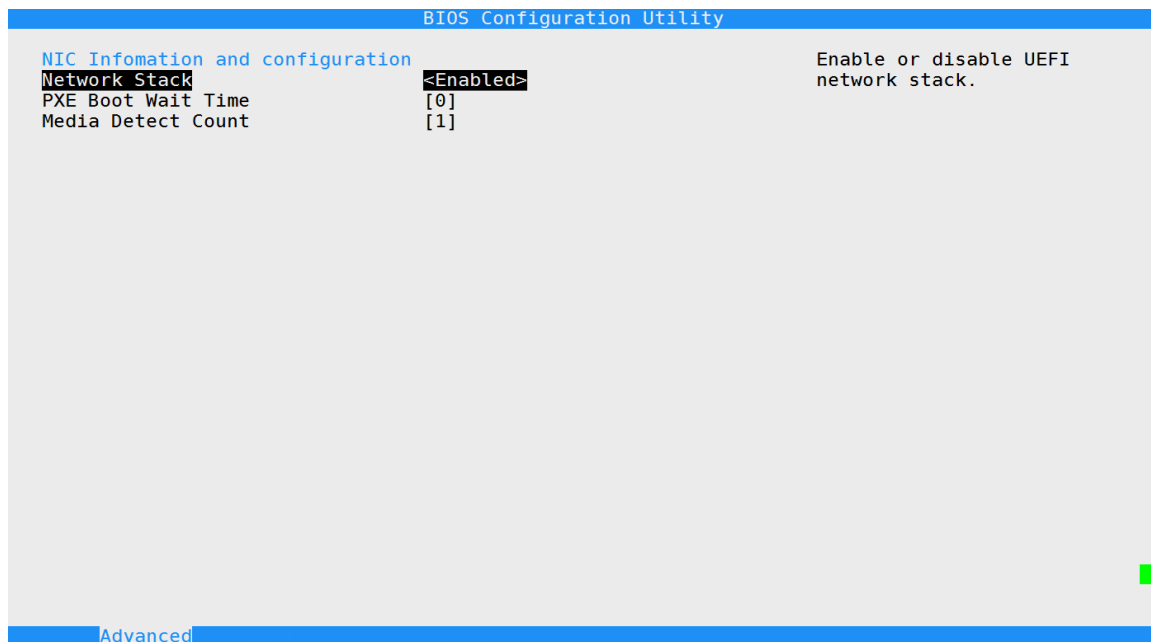 BIOS Configuration Utility
NIC Infomation and configuration
Network Stack <Enabled>
PXE Boot Wait Time [0]
Media Detect Count [1]
Enable or disable UEFI
network stack.
Advanced